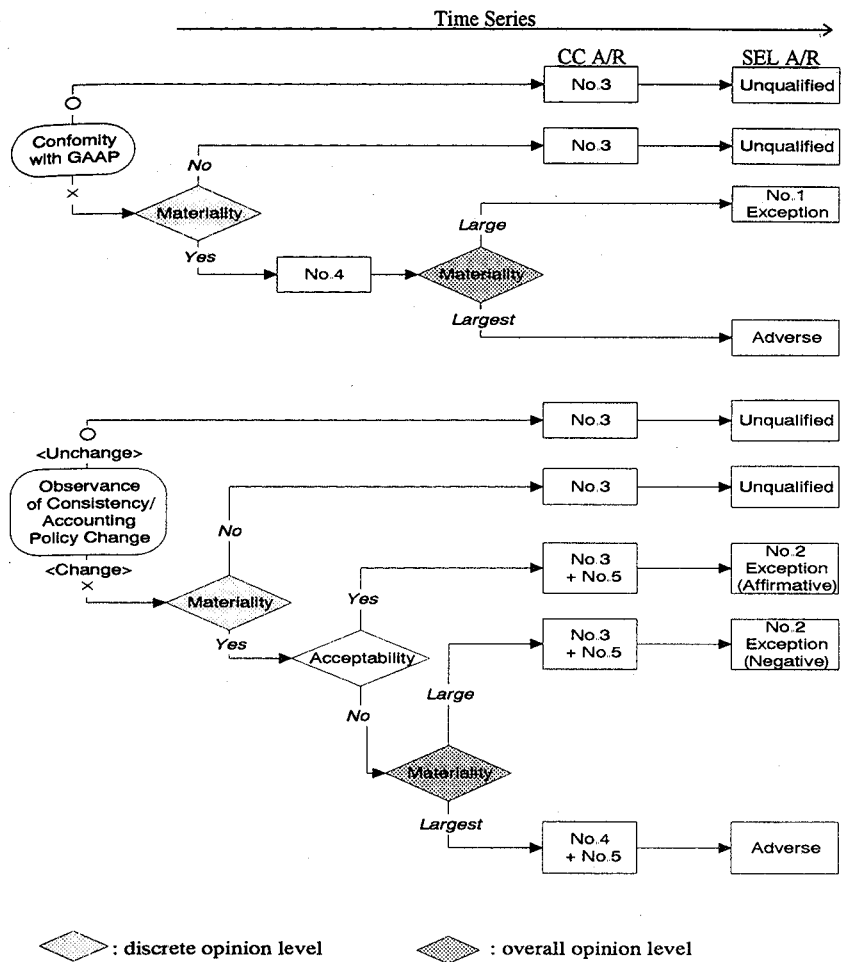 Time Series
CC A/R
SEL A/R
No.3
Unqualified
O
Confomity
with GAAP
X
No.3
Unqualified
No
Materiality
Yes
No.4
Materiality
Large
No.1
Exception
Largest
Adverse
No.3
Unqualified
O
<Unchange>
Observance
of Consistency/
Accounting
Policy Change
<Change>
X
No.3
Unqualified
No
Materiality
Yes
Acceptability
Yes
No.3
+ No.5
No.2
Exception
(Affirmative)
No.3
+ No.5
No.2
Exception
(Negative)
Large
No
Materiality
Largest
No.4
+ No.5
Adverse
: discrete opinion level
: overall opinion level